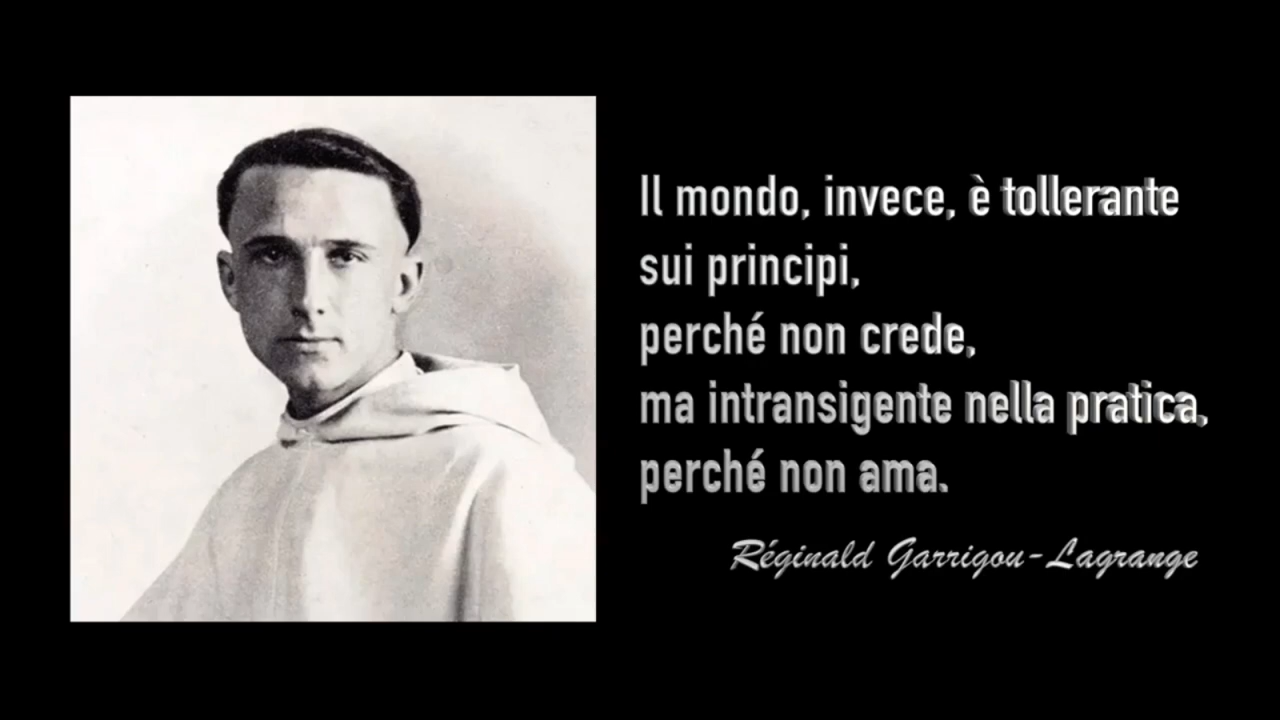 Il mondo, invece, è tollerante
sui principi,
perché non crede,
ma intransigente nella pratica,
perché non ama.
Réginald Garrigou-Lagrange